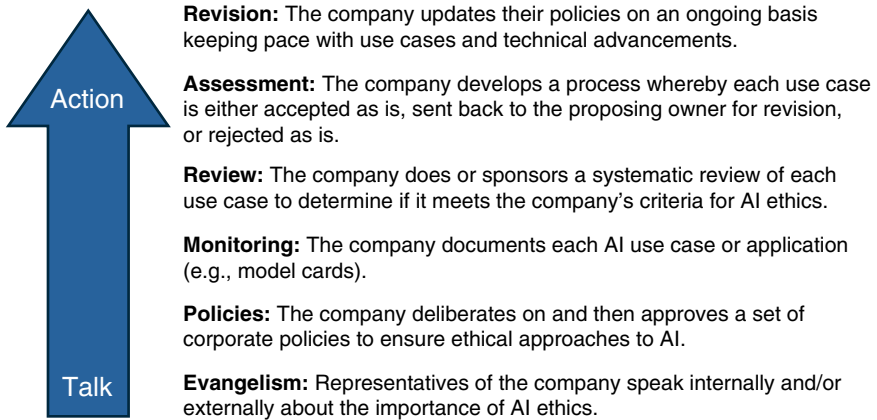 Revision: The company updates their policies on an ongoing basis
keeping pace with use cases and technical advancements.
Action
Assessment: The company develops a process whereby each use case
is either accepted as is, sent back to the proposing owner for revision,
or rejected as is.
Review: The company does or sponsors a systematic review of each
use case to determine if it meets the company's criteria for AI ethics.
Monitoring: The company documents each AI use case or application
(e.g., model cards).
Policies: The company deliberates on and then approves a set of
corporate policies to ensure ethical approaches to AI.
Talk
Evangelism: Representatives of the company speak internally and/or
externally about the importance of AI ethics.